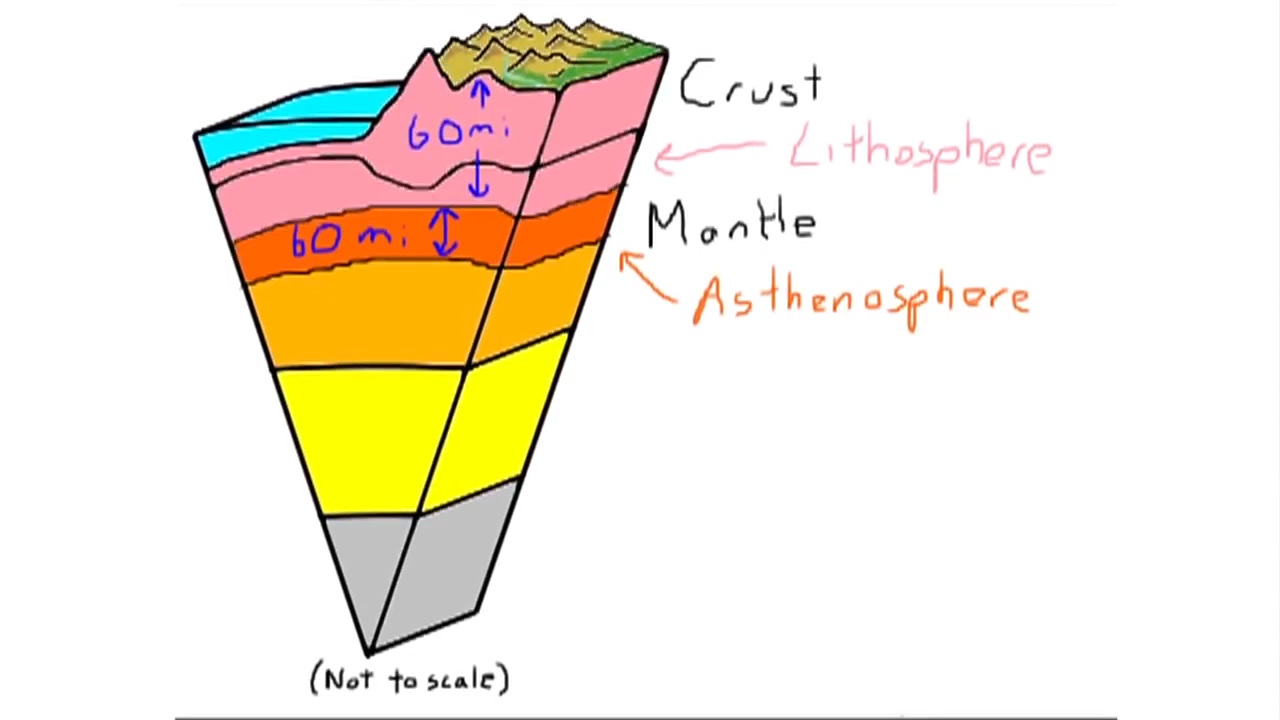 Crust
60mi
Lithosphere
Mantle
60 mi
Asthenosphere
(Not to scale)